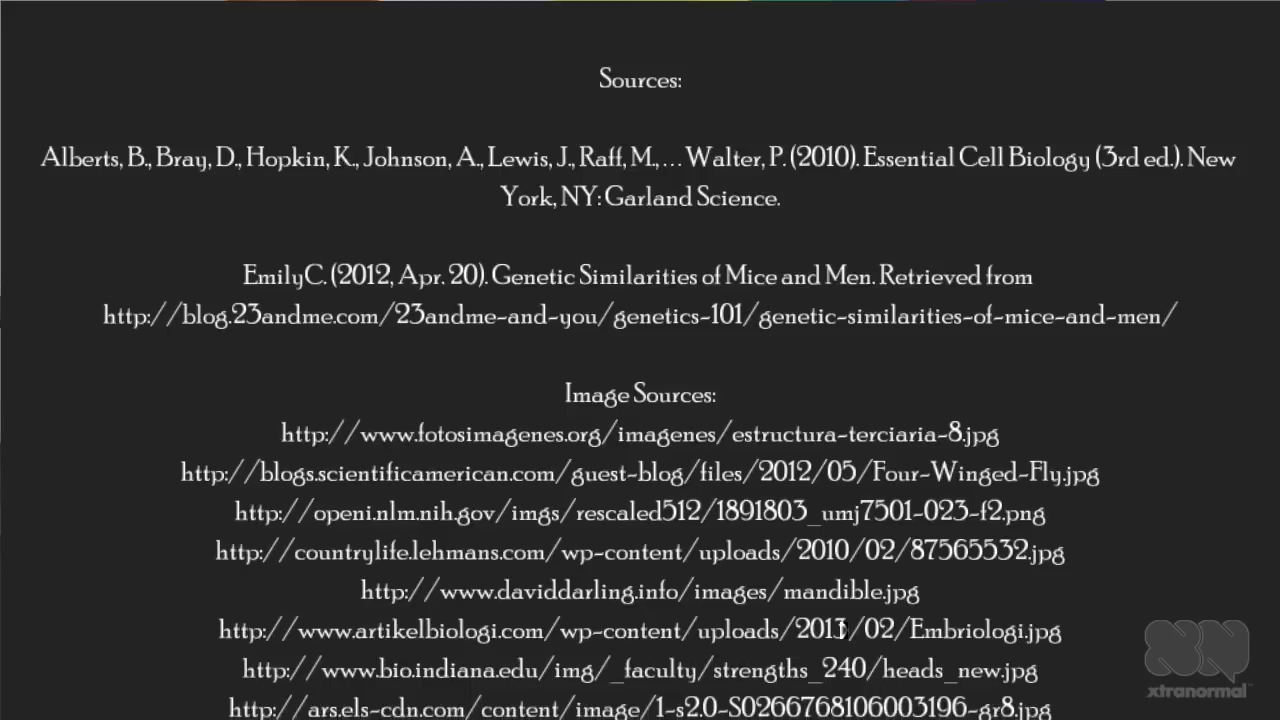 Sources:
Alberts, B., Bray, D., Hopkin, K., Johnson, A., Lewis, J., Raff, M., … Walter, P. (2010). Essential Cell Biology (3rd ed.). New
York, NY: Garland Science.
EmilyC. (2012, Apr. 20). Genetic Similarities of Mice and Men. Retrieved from
http://blog.23andme.com/23andme-and-you/genetics-101/genetic-similarities-of-mice-and-men/
Image Sources:
http://www.fotosimagenes.org/imagenes/estructura-terciaria-8.jpg
http://blogs.scientificamerican.com/guest-blog/files/2012/05/Four-Winged-Fly.jpg
http://openi.nlm.nih.gov/imgs/rescaled512/1891803_umj7501-023-f2.png
http://countrylife.lehmans.com/wp-content/uploads/2010/02/87565532.jpg
http://www.daviddarling.info/images/mandible.jpg
http://www.artikelbiologi.com/wp-content/uploads/2013/02/Embriologi.jpg
http://www.bio.indiana.edu/img/_faculty/strengths_240/heads_new.jpg
http://ars.els-cdn.com/content/image/1-s2.0-S0266768106003196-gr8.jpg
xtranormal